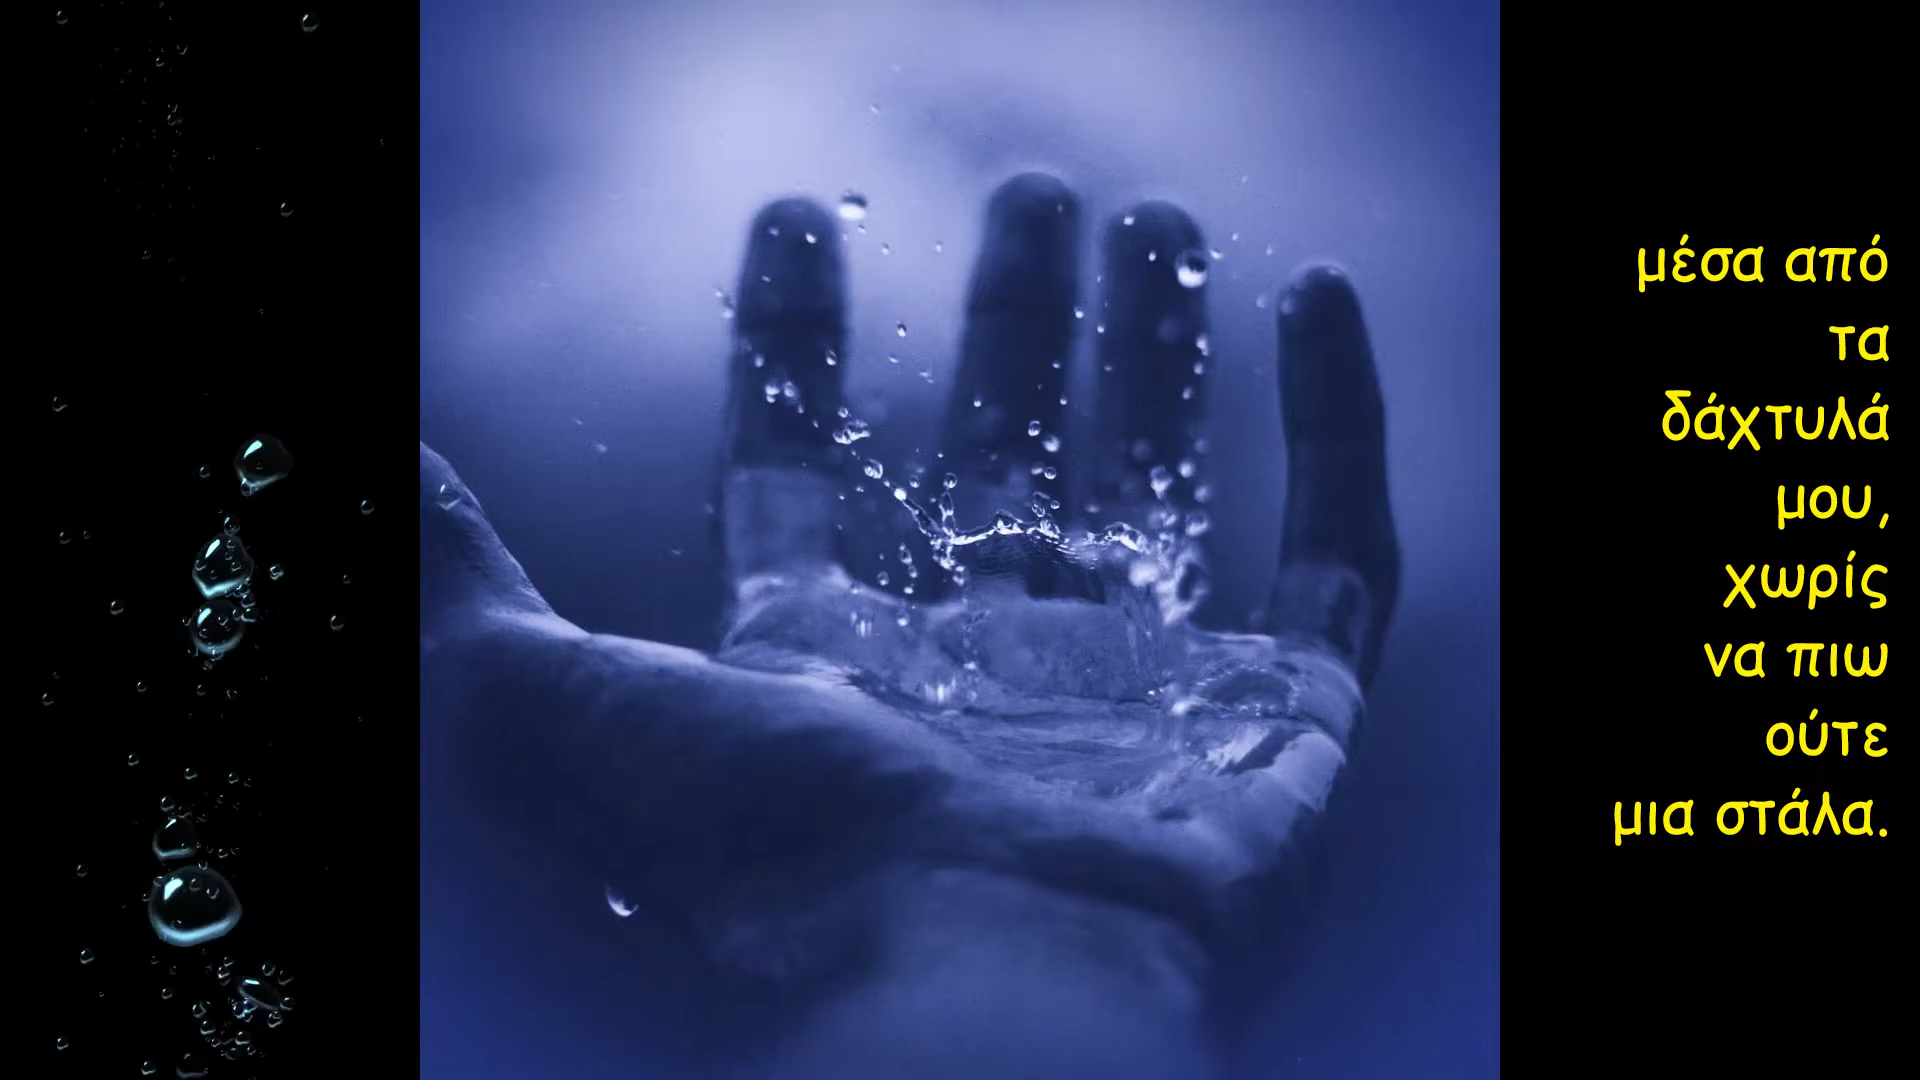 μέσα από
τα
δάχτυλά
μου,
χωρίς
να πιω
ούτε
μια στάλα.